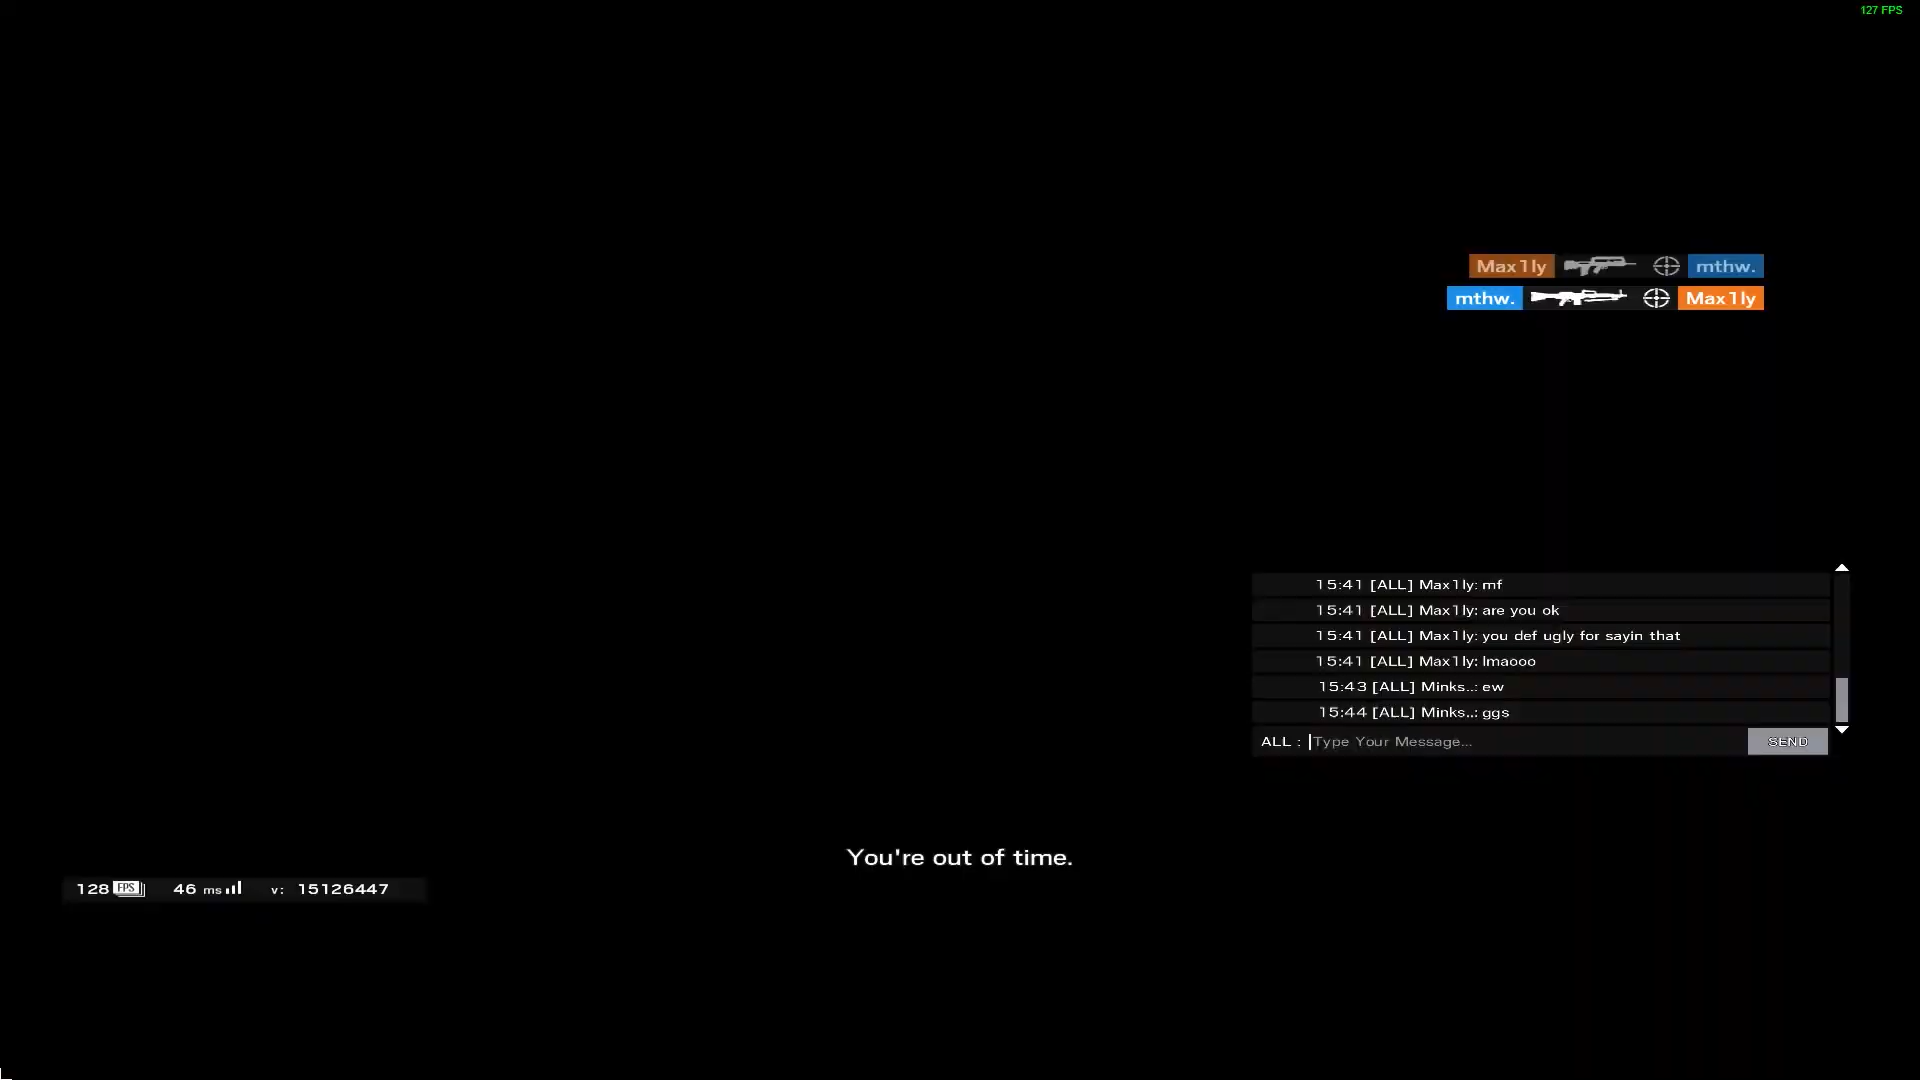 127 FPS
Max1ly mthw.
mthw. Max1ly
15:41 [ALL] Max1ly: mf
15:41 [ALL] Max1ly: are you ok
15:41 [ALL] Max1ly: you def ugly for sayin that
15:41 [ALL] Max1ly: lmaooo
15:43 [ALL] Minks..: ew
15:44 [ALL] Minks..: ggs
ALL : Type Your Message... SEND
You're out of time.
128 FPS 46 ms v: 15126447